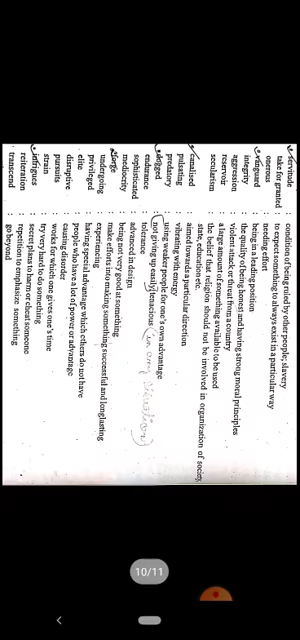 servitude : condition of being ruled by other people; slavery
take for granted : to expect something to always exist in a particular way
onerous : needing effort
vanguard : being in a leading position
integrity : the quality of being honest and having strong moral principles
aggression : violent attack or threat from a country
reservoir : a large amount of something available to be used
secularism : the belief that religion should not be involved in organization of society,
state, education etc.
canalised : aimed towards a particular direction
pulsating : vibrating with energy
predatory : using weaker people for one's own advantage
dogged : not giving up easily, tenacious (in any situation)
endurance : tolerance
sophisticated : advanced in design
mediocrity : being not very good at something
forge : make efforts into making something successful and longlasting
undergoing : experiencing
privileged : having special advantage which others do not have
elite : people who have a lot of power or advantage
disruptive : causing disorder
pursuits : works for which one gives one's time
strain : try very hard to do something
intrigues : secret plans to harm or cheat someone
reiteration : repetition to emphasize something
transcend : go beyond
10/11